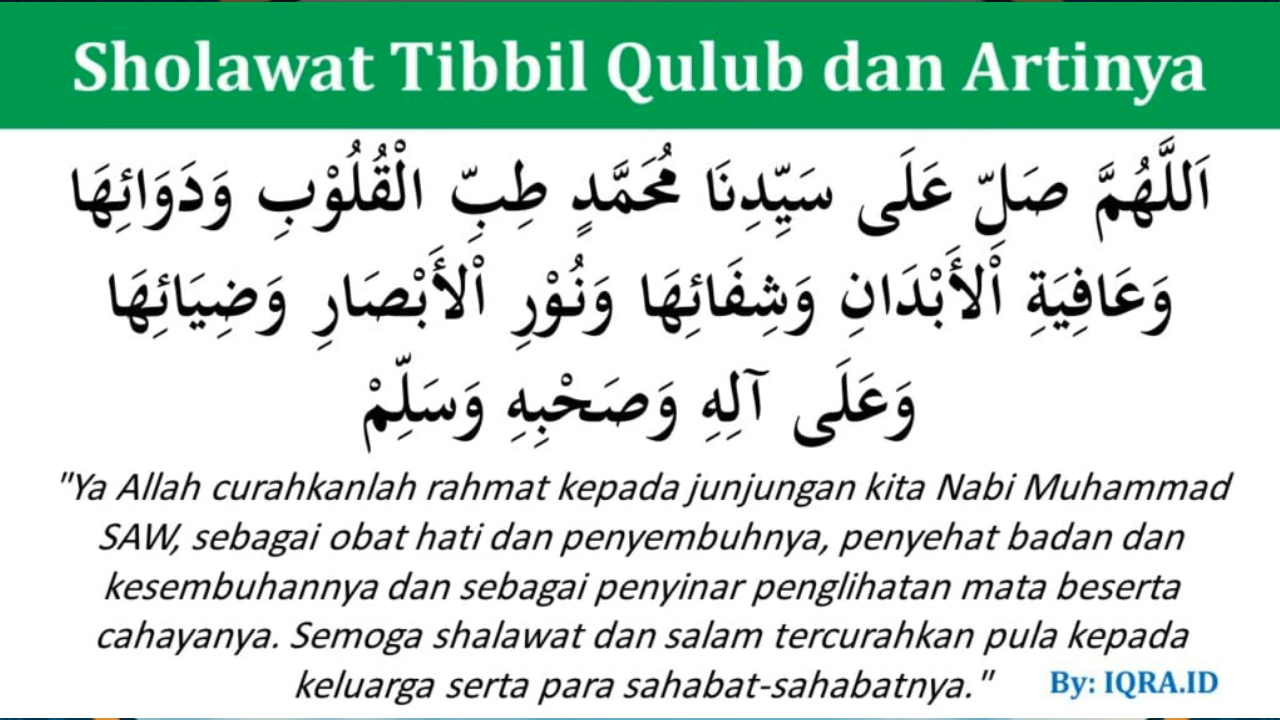 Sholawat Tibbil Qulub dan Artinya
اَللَّهُمَّ صَلِّ عَلَى سَيِّدِنَا مُحَمَّدٍ طِبِّ الْقُلُوْبِ وَدَوَائِهَا
وَعَافِيَةِ اْلأَبْدَانِ وَشِفَائِهَا وَنُوْرِ اْلأَبْصَارِ وَضِيَائِهَا
وَعَلَى آلِهِ وَصَحْبِهِ وَسَلِّمْ
"Ya Allah curahkanlah rahmat kepada junjungan kita Nabi Muhammad
SAW, sebagai obat hati dan penyembuhnya, penyehat badan dan
kesembuhannya dan sebagai penyinar penglihatan mata beserta
cahayanya. Semoga shalawat dan salam tercurahkan pula kepada
keluarga serta para sahabat-sahabatnya."
By: IQRA.ID